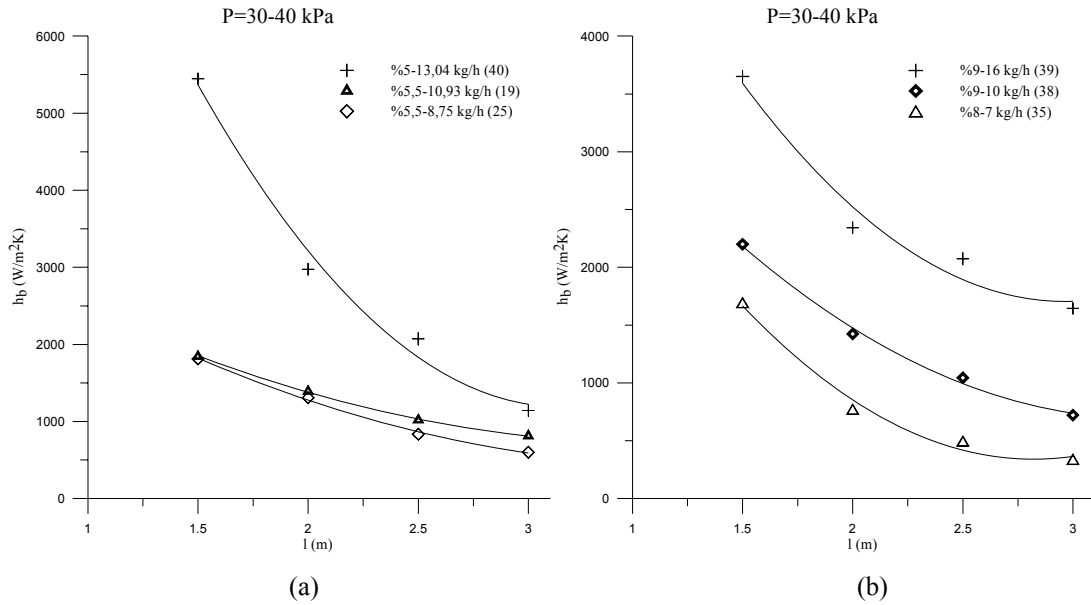 P=30-40 kPa
6000
5000
4000
3000
2000
1000
0
h_b (W/m²K)
%5-13,04 kg/h (40)
%5,5-10,93 kg/h (19)
%5,5-8,75 kg/h (25)
1 1.5 2 2.5 3
l (m)
(a)
P=30-40 kPa
4000
3000
2000
1000
0
h_b (W/m²K)
%9-16 kg/h (39)
%9-10 kg/h (38)
%8-7 kg/h (35)
1 1.5 2 2.5 3
l (m)
(b)